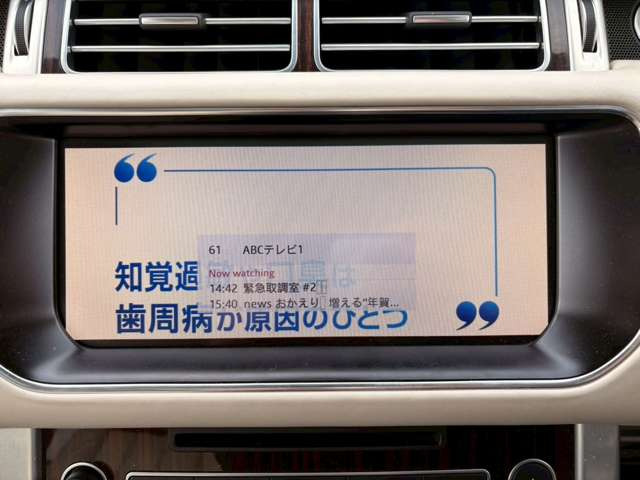 61 ABCテレビ1
Now watching
14:42 緊急取調室 #2
15:40 news おかえり 増える"年賀...
知覚過
は
歯周病が原因のひとつ